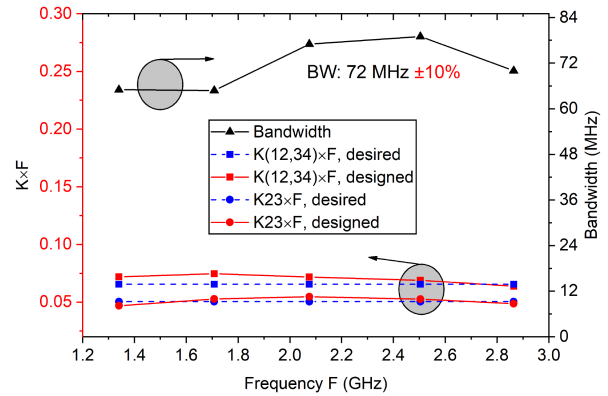 0.30
0.25
0.20
0.15
0.10
0.05
K×F
84
72
60
48
36
24
12
0
Bandwidth (MHz)
BW: 72 MHz ±10%
Bandwidth
K(12,34)×F, desired
K(12,34)×F, designed
K23×F, desired
K23×F, designed
1.2 1.4 1.6 1.8 2.0 2.2 2.4 2.6 2.8 3.0
Frequency F (GHz)